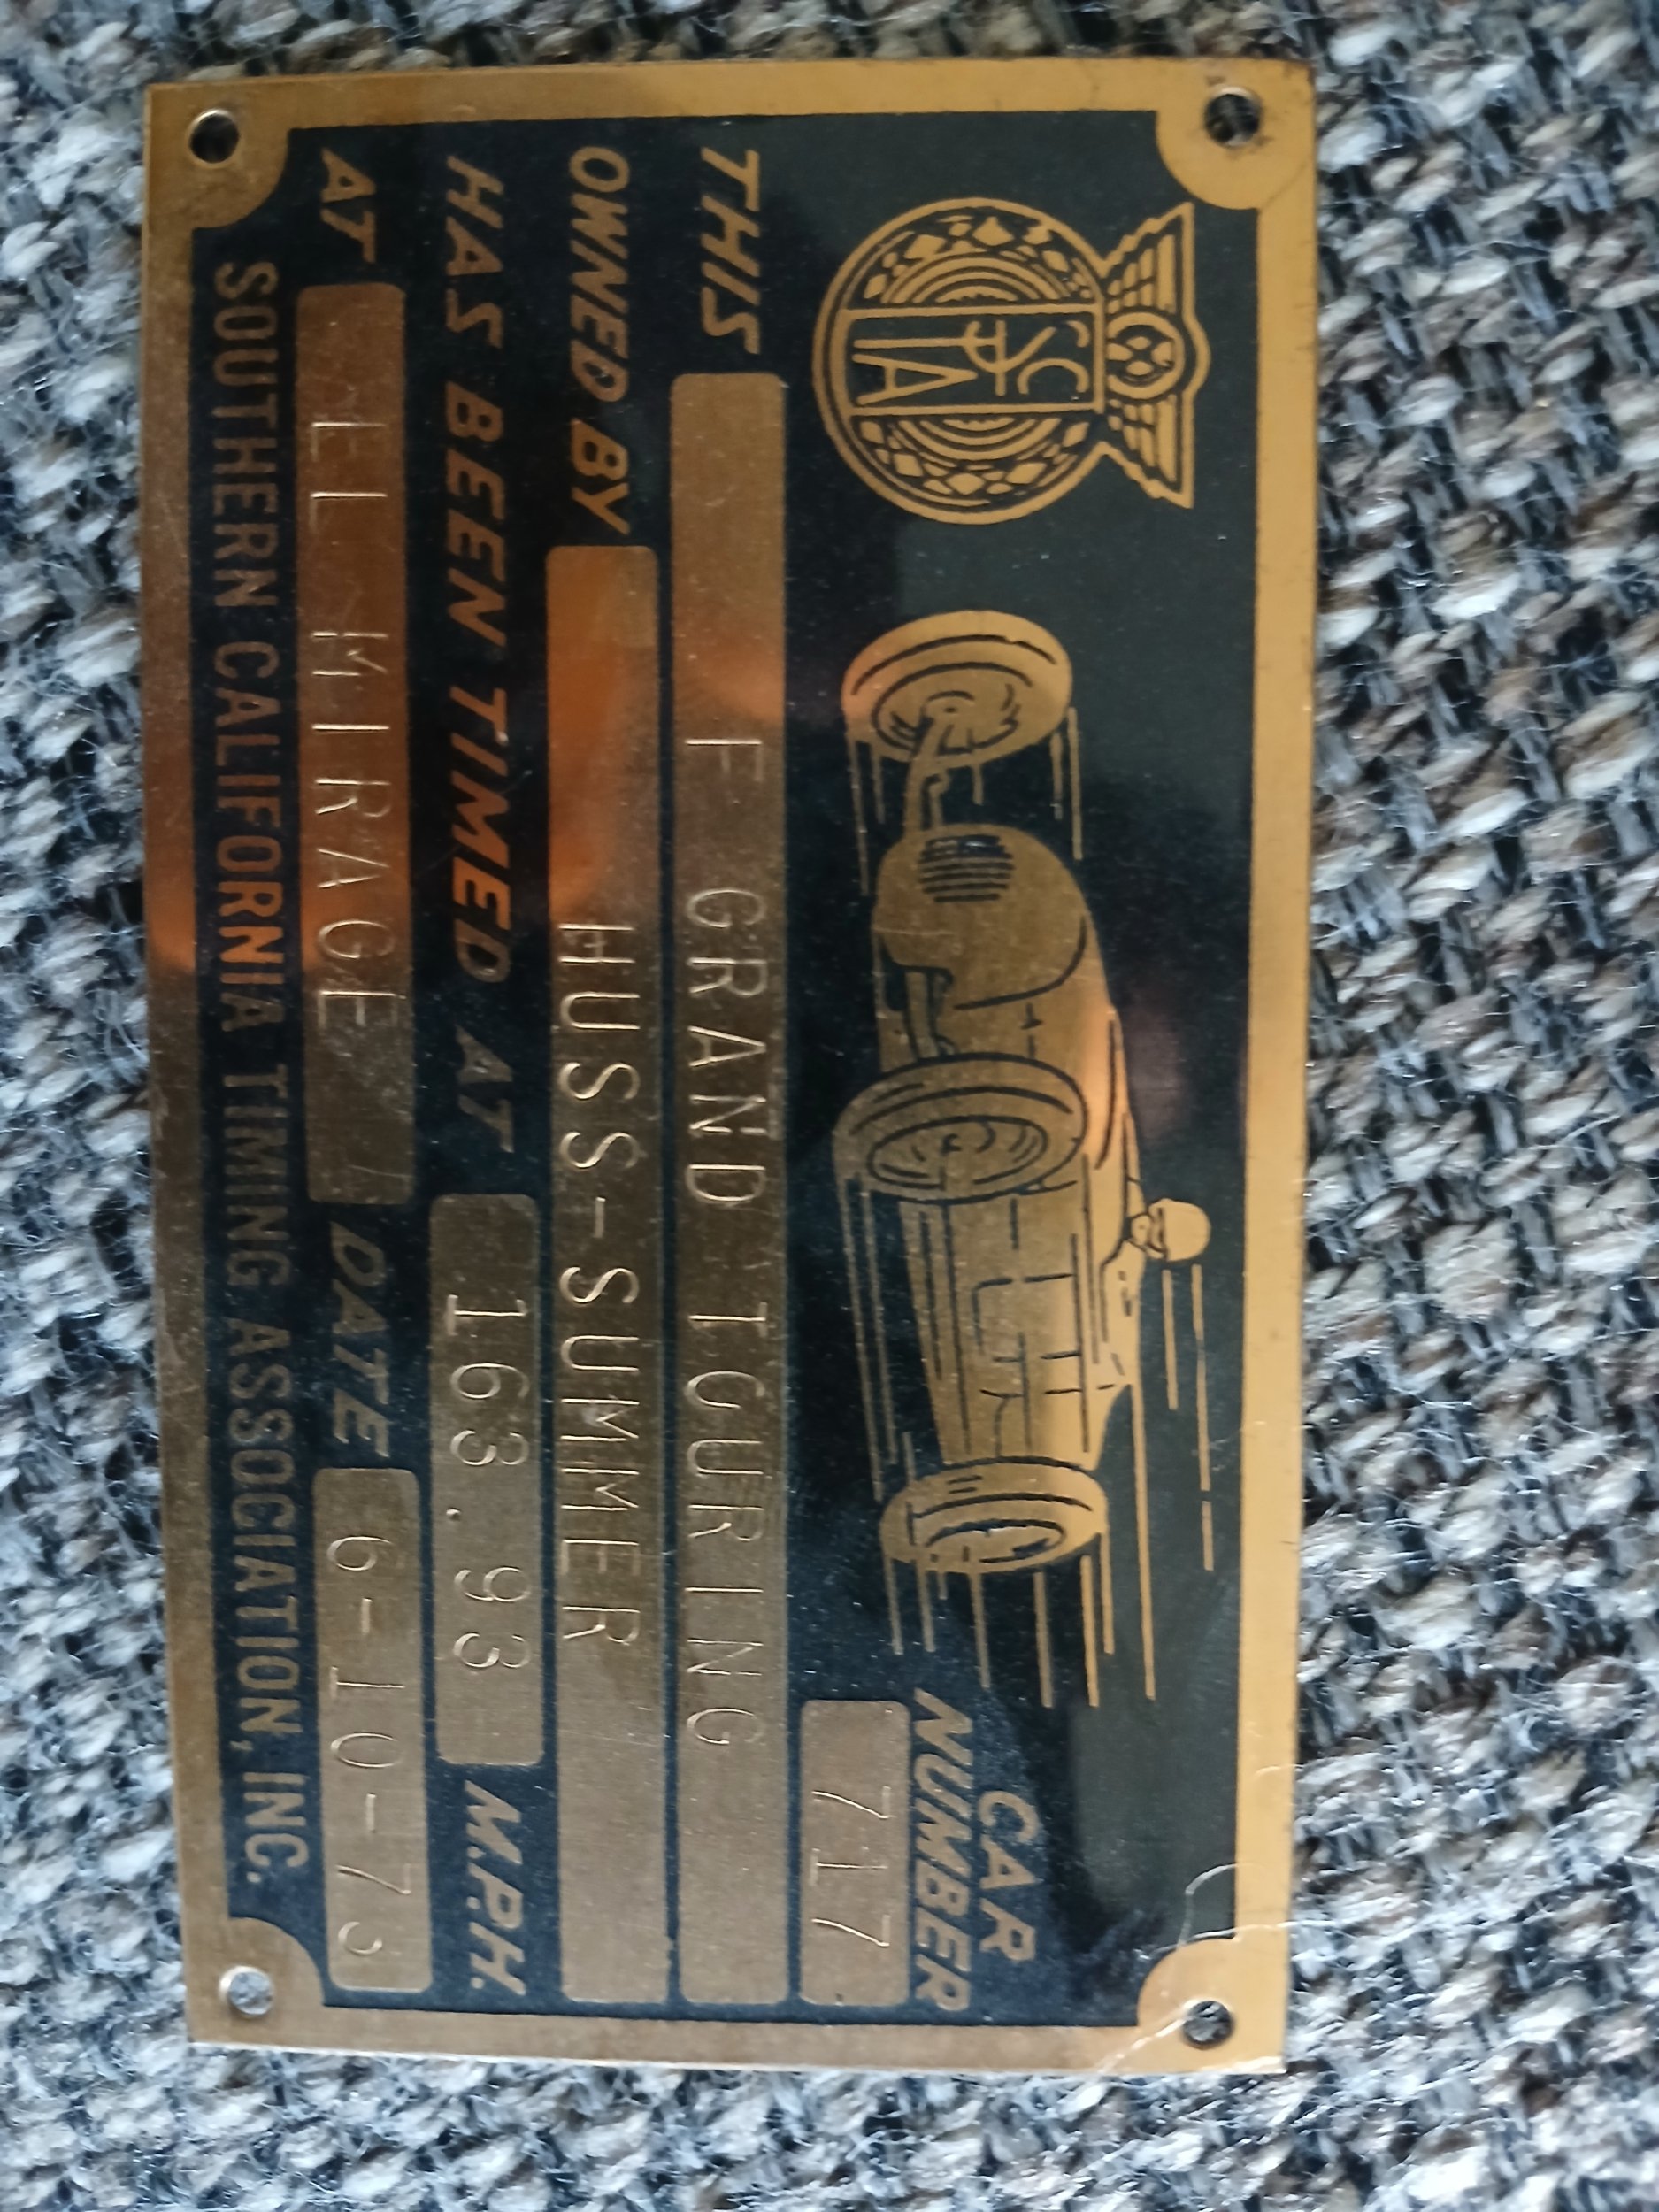 SCTA
CAR
NUMBER
717
THIS F GRAND TOURING
OWNED BY HUSS-SUMMER
HAS BEEN TIMED AT 163.93 M.P.H.
AT EL MIRAGE DATE 6-10-73
SOUTHERN CALIFORNIA TIMING ASSOCIATION, INC.